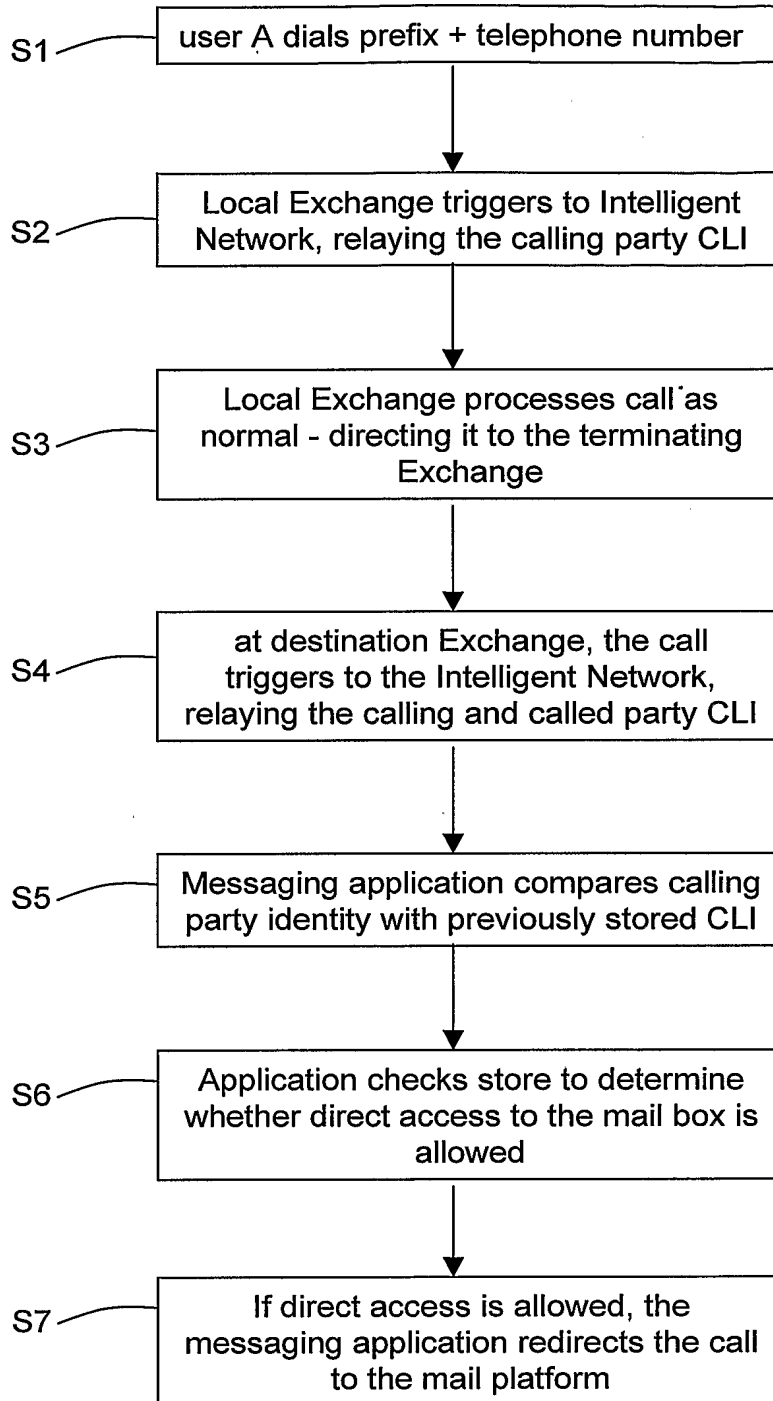 S1
user A dials prefix + telephone number
S2
Local Exchange triggers to Intelligent
Network, relaying the calling party CLI
S3
Local Exchange processes call as
normal - directing it to the terminating
Exchange
S4
at destination Exchange, the call
triggers to the Intelligent Network,
relaying the calling and called party CLI
S5
Messaging application compares calling
party identity with previously stored CLI
S6
Application checks store to determine
whether direct access to the mail box is
allowed
S7
If direct access is allowed, the
messaging application redirects the call
to the mail platform